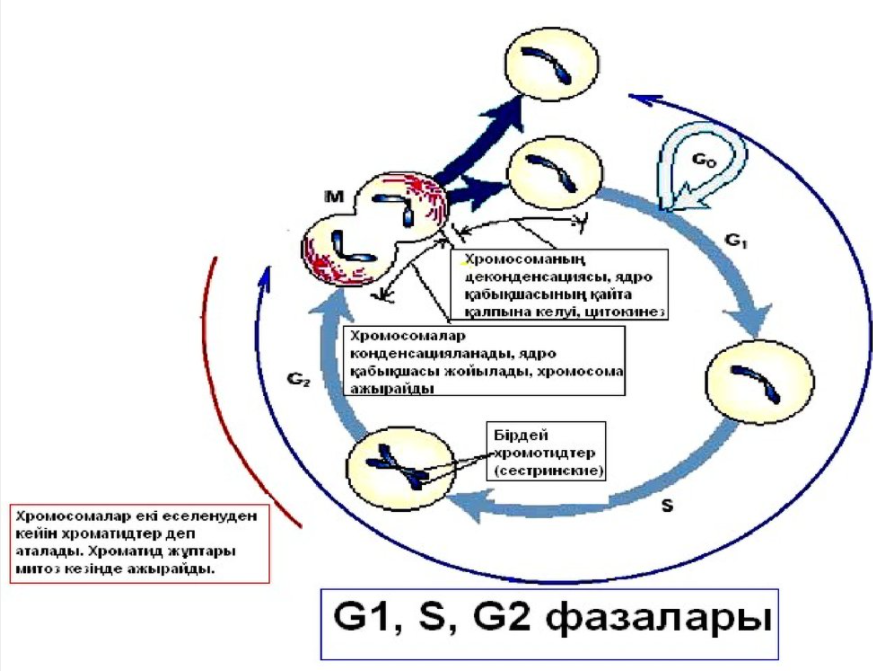 G0
M
G1
Хромосоманың
деконденсациясы, ядро
қабықшасының қайта
қалпына келуі, цитокинез
Хромосомалар
конденсацияланады, ядро
қабықшасы жойылады, хромосома
ажырайды
G2
Бірдей
хромотидтер
(сестринские)
S
Хромосомалар екі еселенуден
кейін хроматидтер деп
аталады. Хроматид жұптары
митоз кезінде ажырайды.
G1, S, G2 фазалары